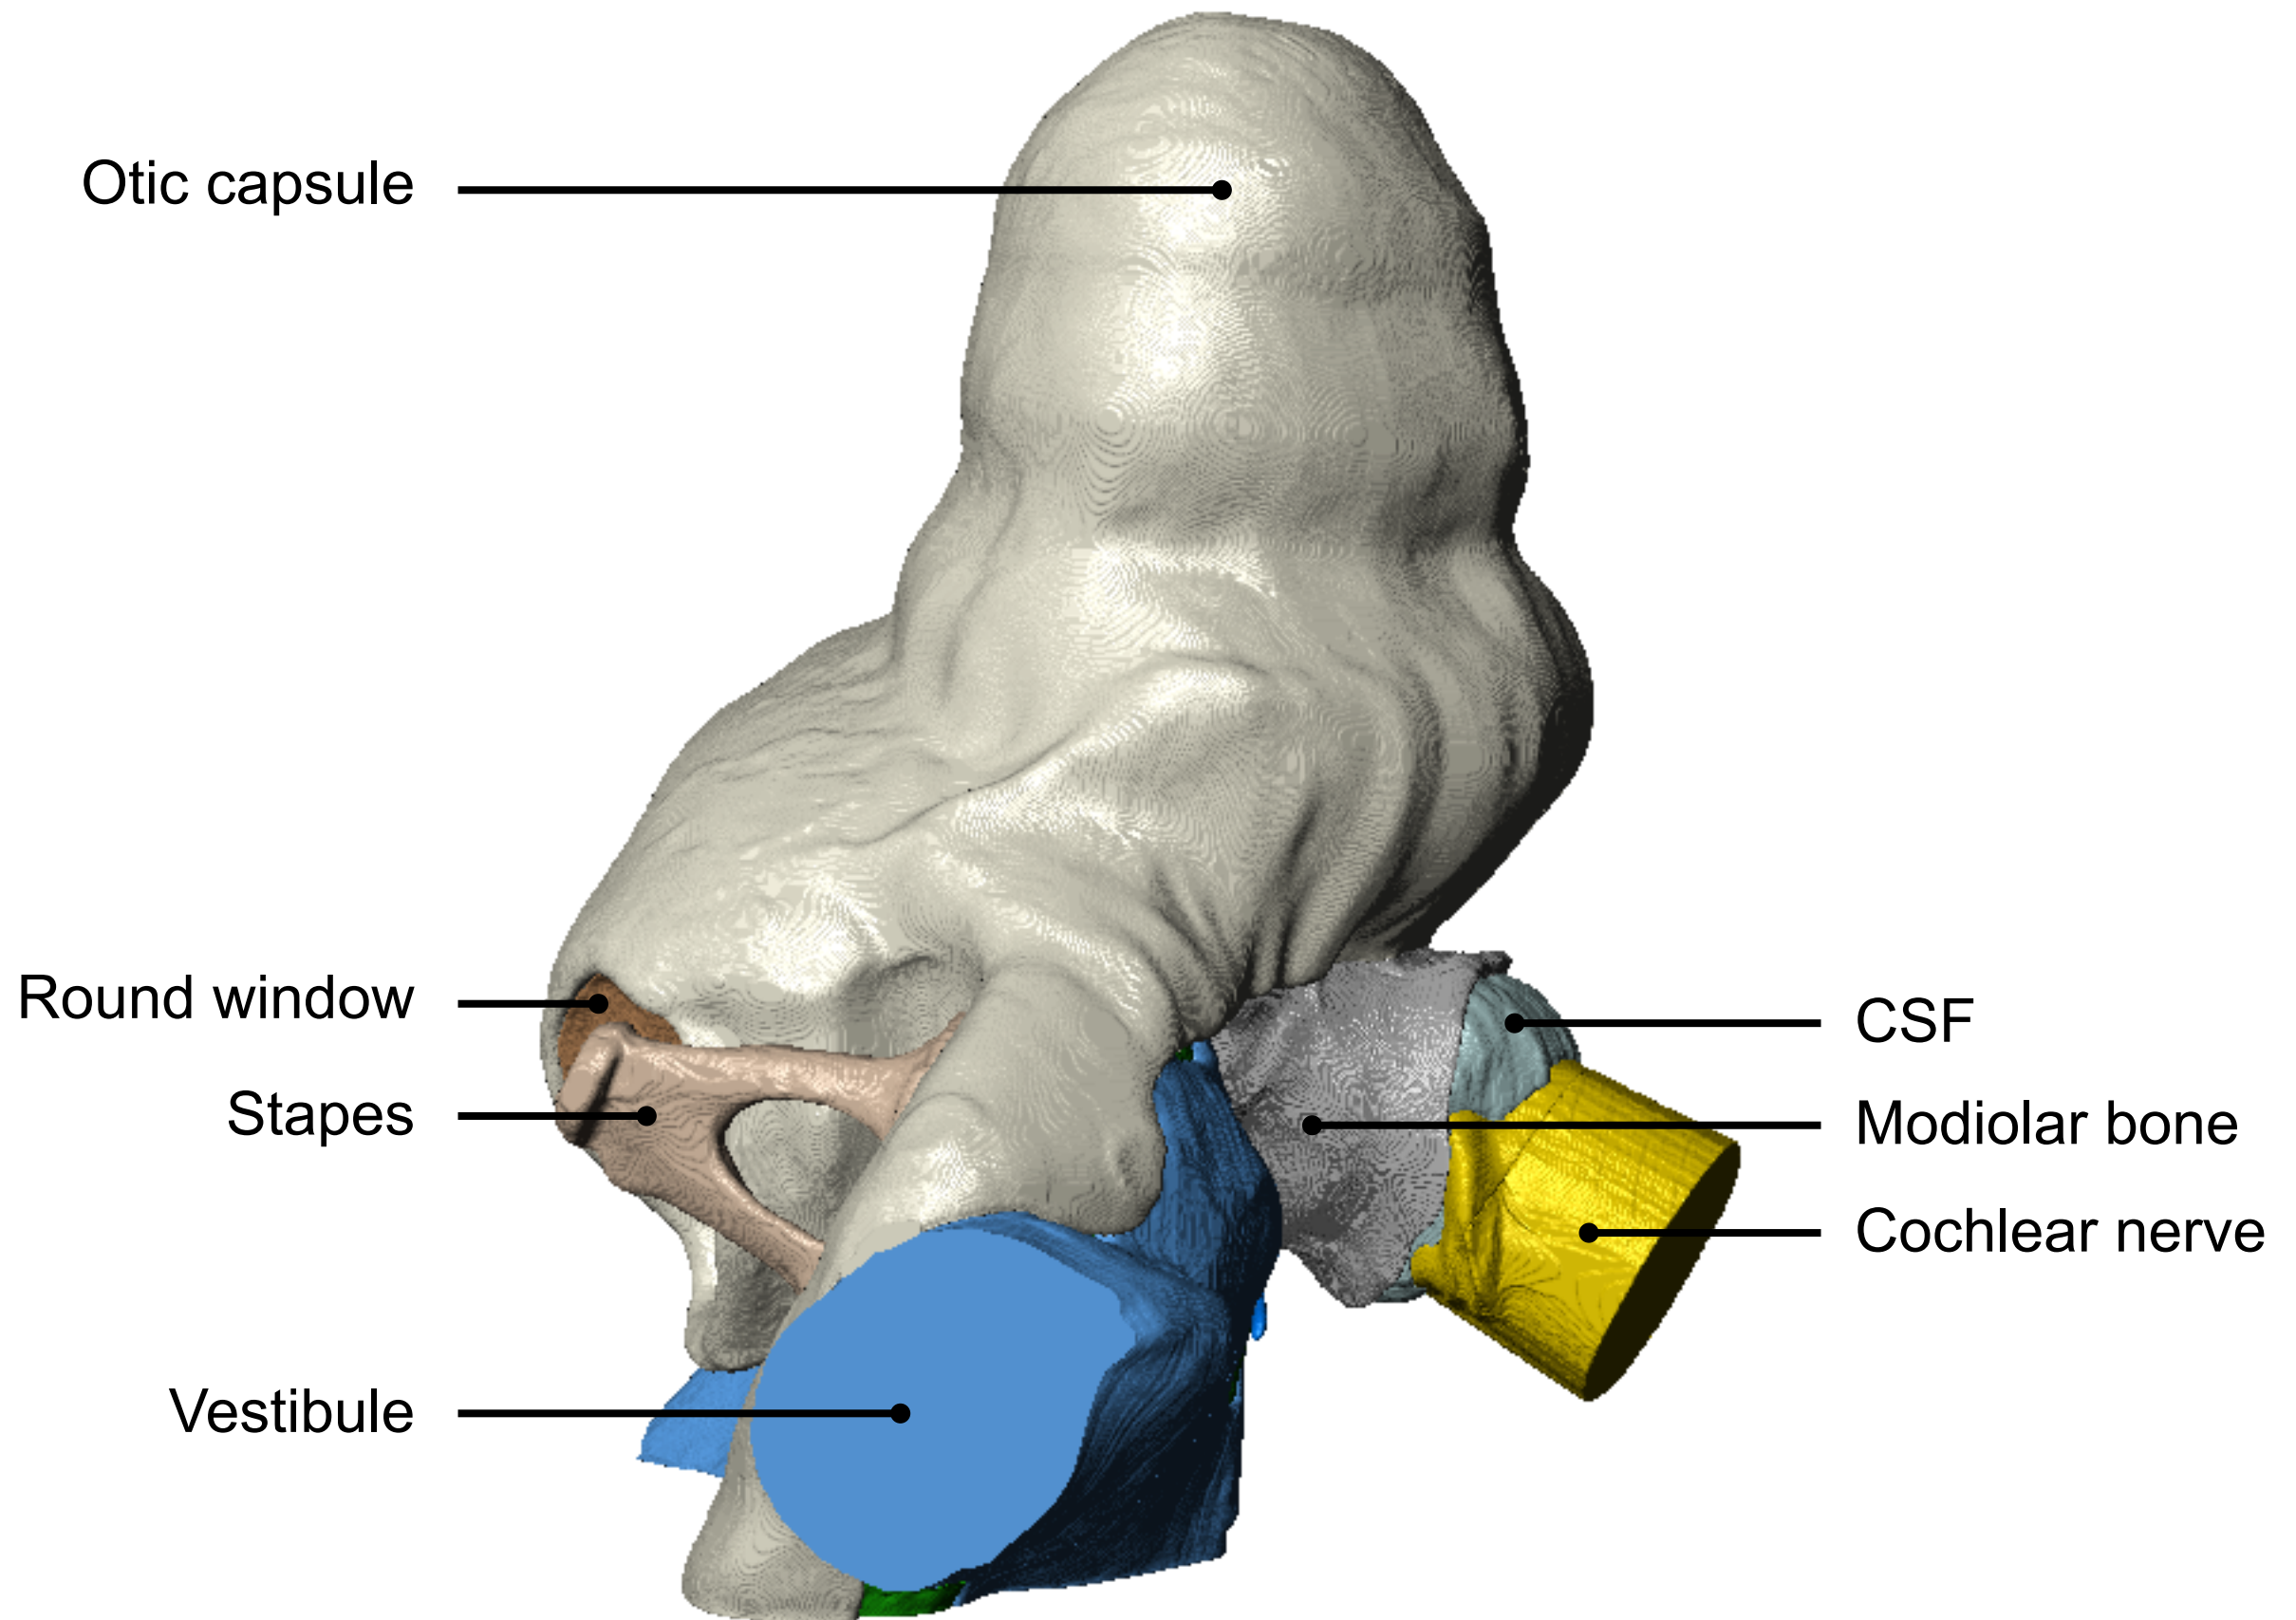 Otic capsule
Round window
Stapes
Vestibule
CSF
Modiolar bone
Cochlear nerve